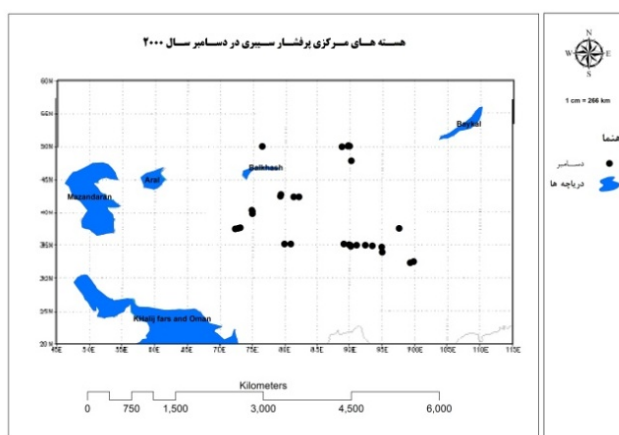 هسته های مرکزی پرفشار سیبری در دسامبر سال ۲۰۰۰
60N
55N
50N
45N
40N
35N
30N
25N
20N
45E 50E 55E 60E 65E 70E 75E 80E 85E 90E 95E 100E 105E 110E 115E
Baykal
Balkhash
Aral
Mazandaran
Khalij fars and Oman
Kilometers
0 750 1,500 3,000 4,500 6,000
N
W E
S
1 cm = 266 km
هنما
دسامبر
دریاچه ها